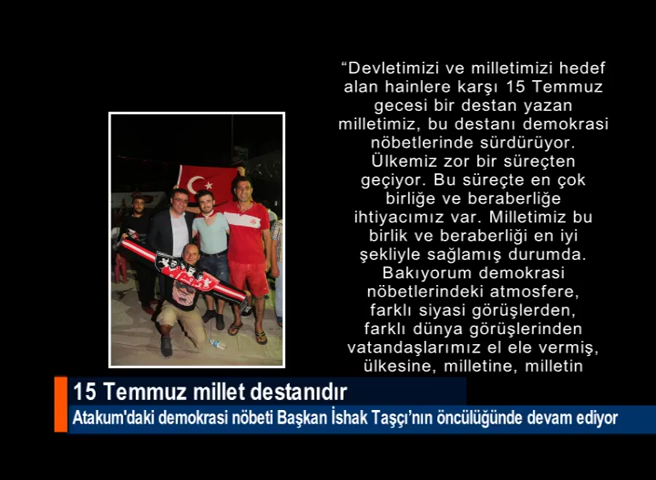 “Devletimizi ve milletimizi hedef
alan hainlere karşı 15 Temmuz
gecesi bir destan yazan
milletimiz, bu destanı demokrasi
nöbetlerinde sürdürüyor.
Ülkemiz zor bir süreçten
geçiyor. Bu süreçte en çok
birliğe ve beraberliğe
ihtiyacımız var. Milletimiz bu
birlik ve beraberliği en iyi
şekliyle sağlamış durumda.
Bakıyorum demokrasi
nöbetlerindeki atmosfere,
farklı siyasi görüşlerden,
farklı dünya görüşlerinden
vatandaşlarımız el ele vermiş,
ülkesine, milletine, milletin
15 Temmuz millet destanıdır
Atakum'daki demokrasi nöbeti Başkan İshak Taşçı’nın öncülüğünde devam ediyor